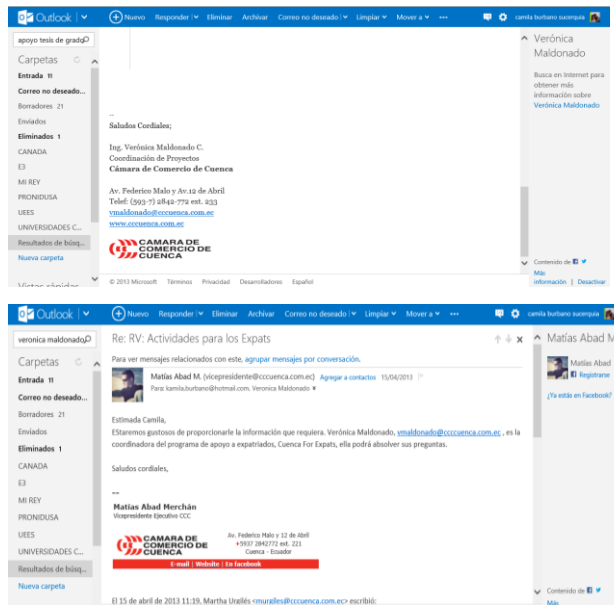 Outlook
Nuevo Responder Eliminar Archivar Correo no deseado Limpiar Mover a ... camila burbano sucerquia
apoyo tesis de grado
Carpetas
Entrada 11
Correo no deseado...
Borradores 21
Enviados
Eliminados 1
CANADA
E3
MI REY
PRONIDUSA
UEES
UNIVERSIDADES C...
Resultados de búsq...
Nueva carpeta
Vistas rápidas
--
Saludos Cordiales;
Ing. Verónica Maldonado C.
Coordinación de Proyectos
Cámara de Comercio de Cuenca
Av. Federico Malo y Av.12 de Abril
Telef: (593-7) 2842-772 ext. 233
vmaldonado@cccuenca.com.ec
www.cccuenca.com.ec
CAMARA DE
COMERCIO DE
CUENCA
© 2013 Microsoft Términos Privacidad Desarrolladores Español
Verónica
Maldonado
Busca en Internet para
obtener más
información sobre
Verónica Maldonado
Contenido de
Más
información | Desactivar
Outlook
Nuevo Responder Eliminar Archivar Correo no deseado Limpiar Mover a ... camila burbano sucerquia
veronica maldonado
Carpetas
Entrada 11
Correo no deseado...
Borradores 21
Enviados
Eliminados 1
CANADA
E3
MI REY
PRONIDUSA
UEES
UNIVERSIDADES C...
Resultados de búsq...
Nueva carpeta
Re: RV: Actividades para los Expats
Para ver mensajes relacionados con este, agrupar mensajes por conversación.
Matías Abad M. (vicepresidente@cccuenca.com.ec) Agregar a contactos 15/04/2013
Para: kamila.burbano@hotmail.com, Veronica Maldonado
Estimada Camila,
EStaremos gustosos de proporcionarle la información que requiera. Verónica Maldonado, vmaldonado@cccuenca.com.ec , es la
coordinadora del programa de apoyo a expatriados, Cuenca For Expats, ella podrá absolver sus preguntas.
Saludos cordiales,
--
Matías Abad Merchán
Vicepresidente Ejecutivo CCC
CAMARA DE
COMERCIO DE
CUENCA
Av. Federico Malo y 12 de Abril
+5937 2842772 ext. 221
Cuenca - Ecuador
E-mail | Website | En facebook
El 15 de abril de 2013 11:19, Martha Urgilés <murgiles@cccuenca.com.ec> escribió:
Matías Abad M
Matías Abad
Registrarse
¿Ya estás en Facebook?
Contenido de
Más